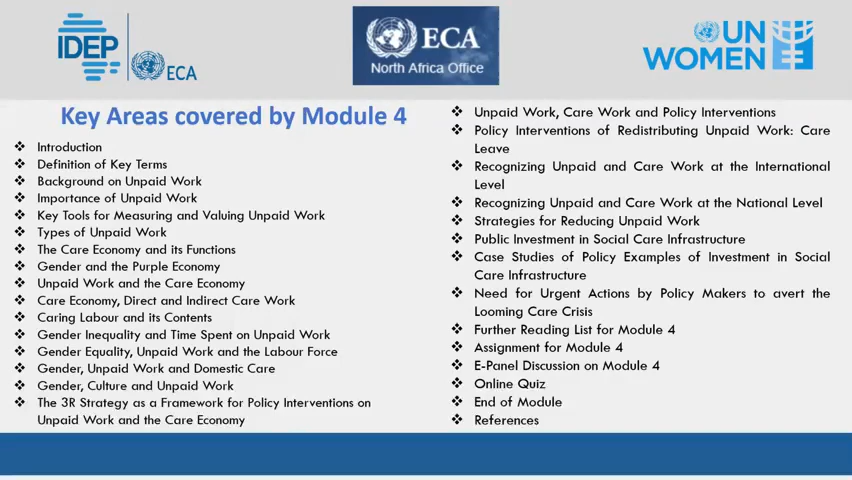 IDEP
ECA
ECA
North Africa Office
UN
WOMEN
Key Areas covered by Module 4
❖ Introduction
❖ Definition of Key Terms
❖ Background on Unpaid Work
❖ Importance of Unpaid Work
❖ Key Tools for Measuring and Valuing Unpaid Work
❖ Types of Unpaid Work
❖ The Care Economy and its Functions
❖ Gender and the Purple Economy
❖ Unpaid Work and the Care Economy
❖ Care Economy, Direct and Indirect Care Work
❖ Caring Labour and its Contents
❖ Gender Inequality and Time Spent on Unpaid Work
❖ Gender Equality, Unpaid Work and the Labour Force
❖ Gender, Unpaid Work and Domestic Care
❖ Gender, Culture and Unpaid Work
❖ The 3R Strategy as a Framework for Policy Interventions on
Unpaid Work and the Care Economy
❖ Unpaid Work, Care Work and Policy Interventions
❖ Policy Interventions of Redistributing Unpaid Work: Care
Leave
❖ Recognizing Unpaid and Care Work at the International
Level
❖ Recognizing Unpaid and Care Work at the National Level
❖ Strategies for Reducing Unpaid Work
❖ Public Investment in Social Care Infrastructure
❖ Case Studies of Policy Examples of Investment in Social
Care Infrastructure
❖ Need for Urgent Actions by Policy Makers to avert the
Looming Care Crisis
❖ Further Reading List for Module 4
❖ Assignment for Module 4
❖ E-Panel Discussion on Module 4
❖ Online Quiz
❖ End of Module
❖ References